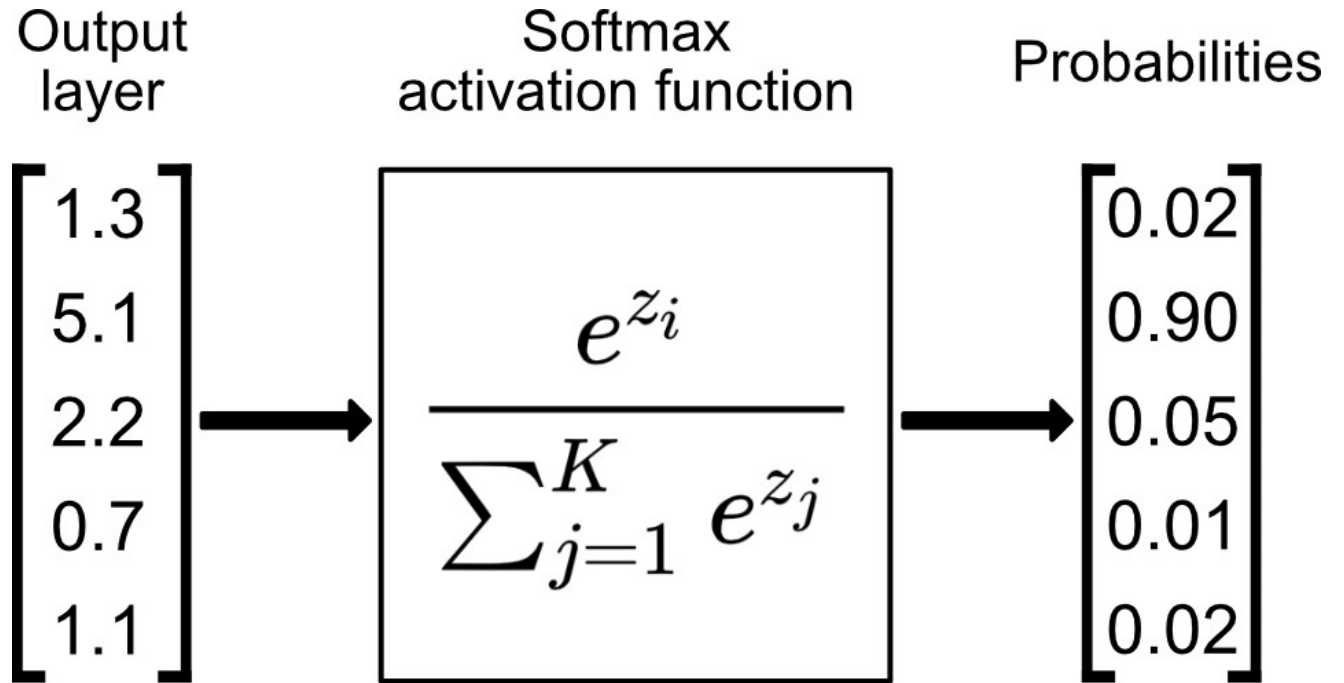 Output
layer
Softmax
activation function
Probabilities
1.3
5.1
2.2
0.7
1.1
e^{z_i}
∑_{j=1}^{K} e^{z_j}
0.02
0.90
0.05
0.01
0.02